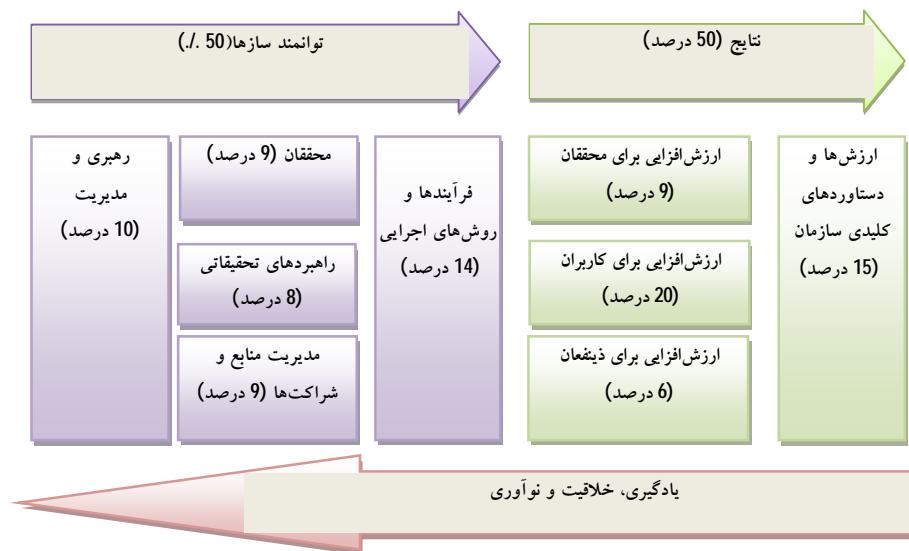 توانمند سازها(50 ./.)
نتایج (50 درصد)
رهبری و
مدیریت
(10 درصد)
محققان (9 درصد)
راهبردهای تحقیقاتی
(8 درصد)
مدیریت منابع و
شراکت‌ها (9 درصد)
فرآیندها و
روش‌های اجرایی
(14 درصد)
ارزش‌افزایی برای محققان
(9 درصد)
ارزش‌افزایی برای کاربران
(20 درصد)
ارزش‌افزایی برای ذینفعان
(6 درصد)
ارزش‌ها و
دستاوردهای
کلیدی سازمان
(15 درصد)
یادگیری، خلاقیت و نوآوری